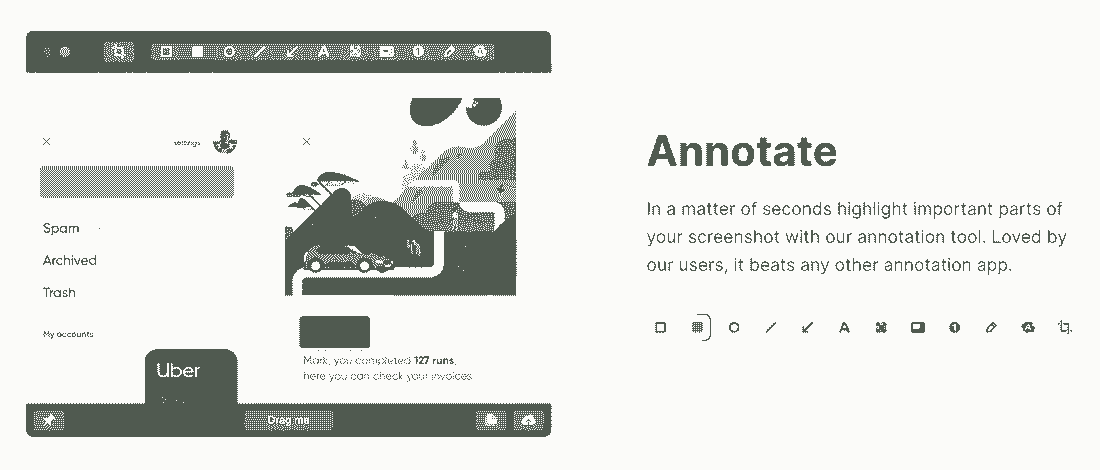 settings
Spam
Archived
Trash
My accounts
Uber
Mark, you completed 127 runs,
here you can check your invoices
Drag me
Annotate
In a matter of seconds highlight important parts of
your screenshot with our annotation tool. Loved by
our users, it beats any other annotation app.